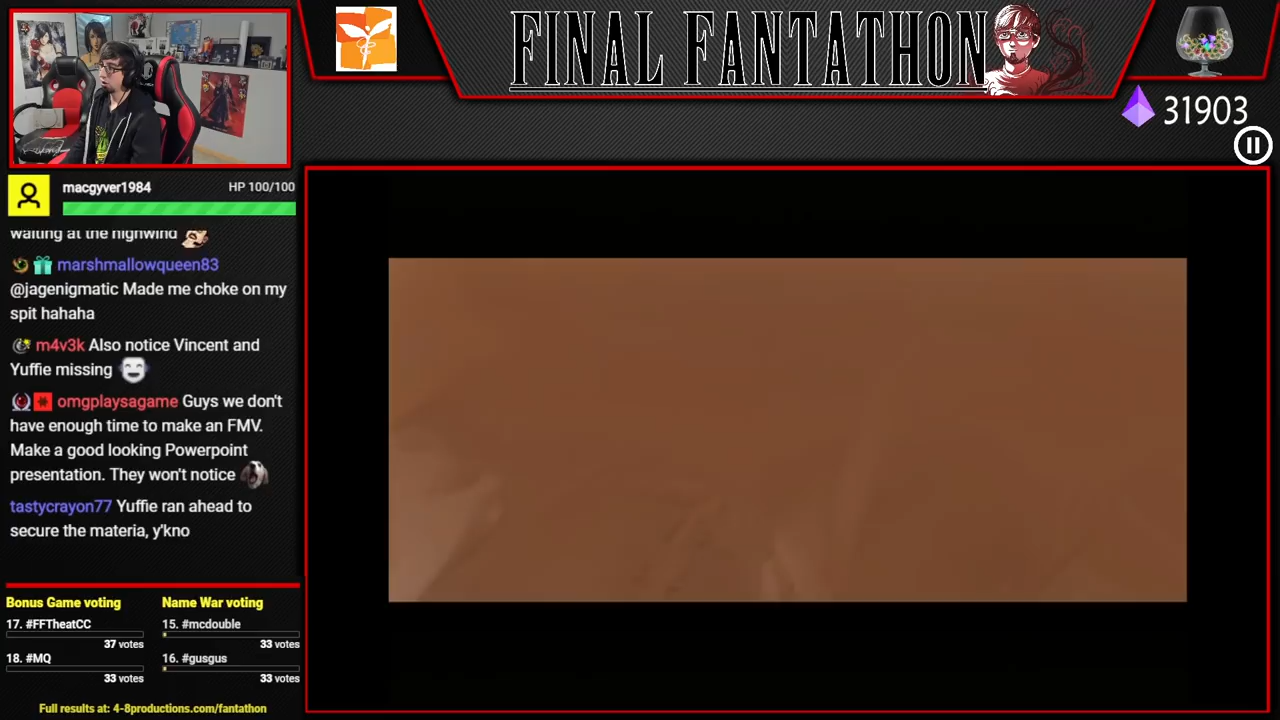 FINAL FANTATHON
31903
macgyver1984 HP 100/100
waiting at the highwind
marshmallowqueen83
@jagenigmatic Made me choke on my
spit hahaha
m4v3k Also notice Vincent and
Yuffie missing
omgplaysagame Guys we don't
have enough time to make an FMV.
Make a good looking Powerpoint
presentation. They won't notice
tastycrayon77 Yuffie ran ahead to
secure the materia, y'kno
Bonus Game voting
17. #FFTheatCC
37 votes
18. #MQ
33 votes
Name War voting
15. #mcdouble
33 votes
16. #gusgus
33 votes
Full results at: 4-8productions.com/fantathon